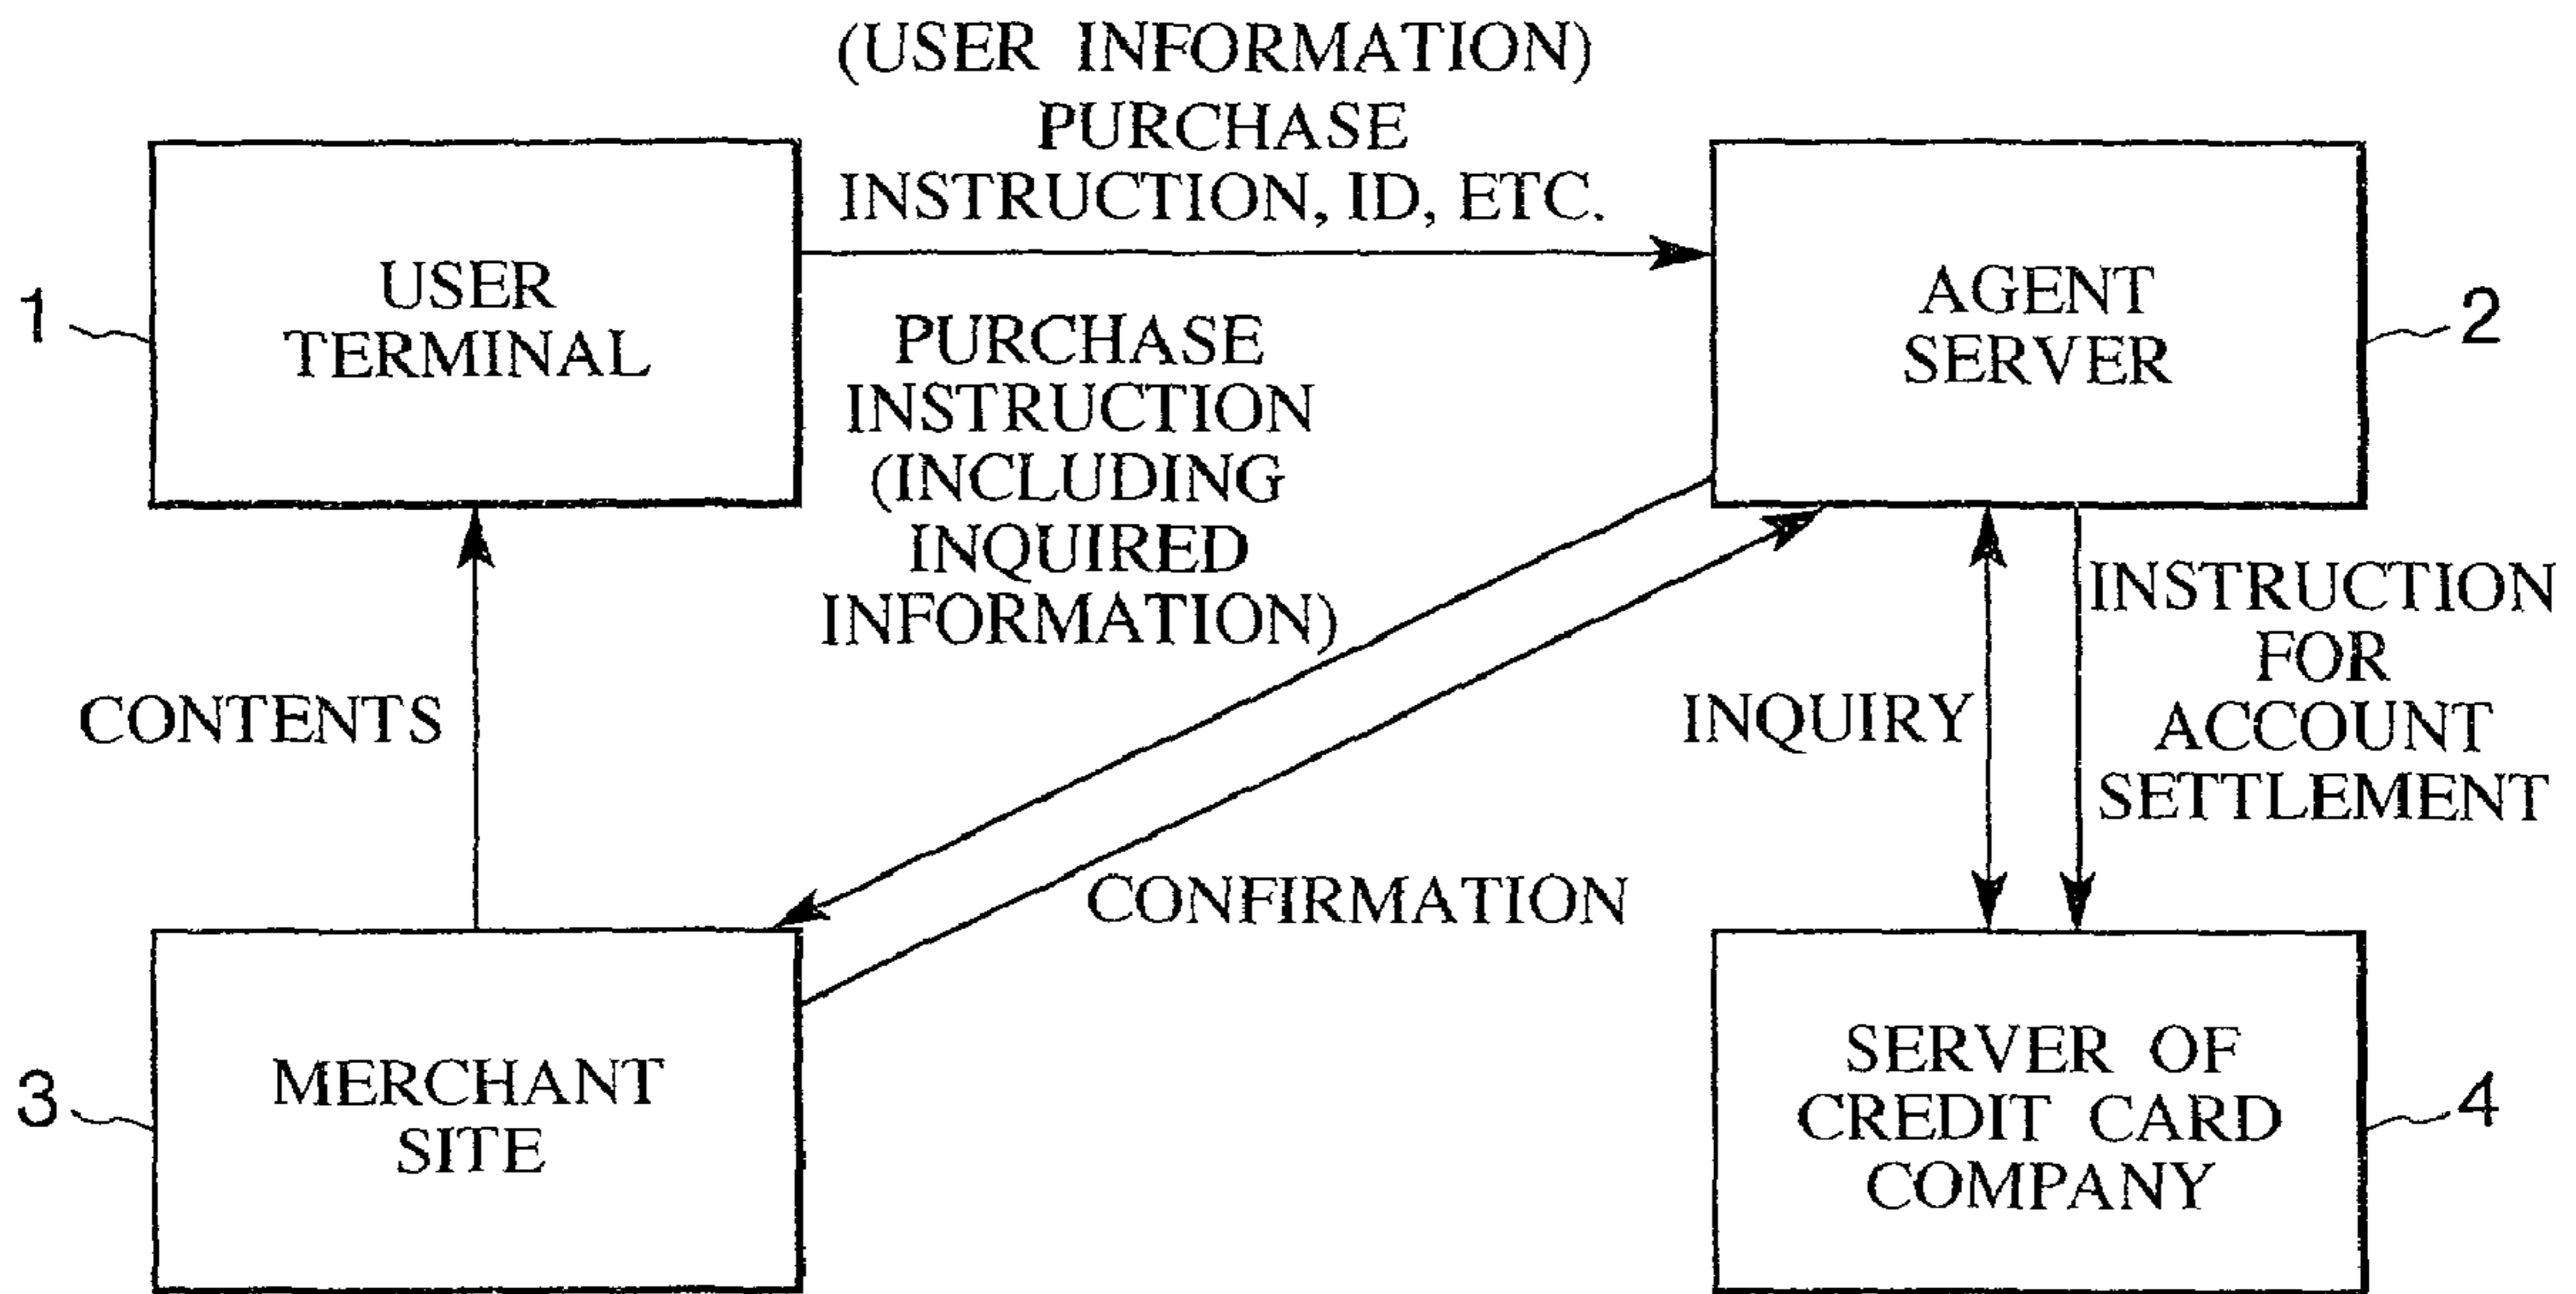 (USER INFORMATION)
PURCHASE
INSTRUCTION, ID, ETC.
1
USER
TERMINAL
AGENT
SERVER
2
PURCHASE
INSTRUCTION
(INCLUDING
INQUIRED
INFORMATION)
CONTENTS
INQUIRY
INSTRUCTION
FOR
ACCOUNT
SETTLEMENT
CONFIRMATION
3
MERCHANT
SITE
SERVER OF
CREDIT CARD
COMPANY
4